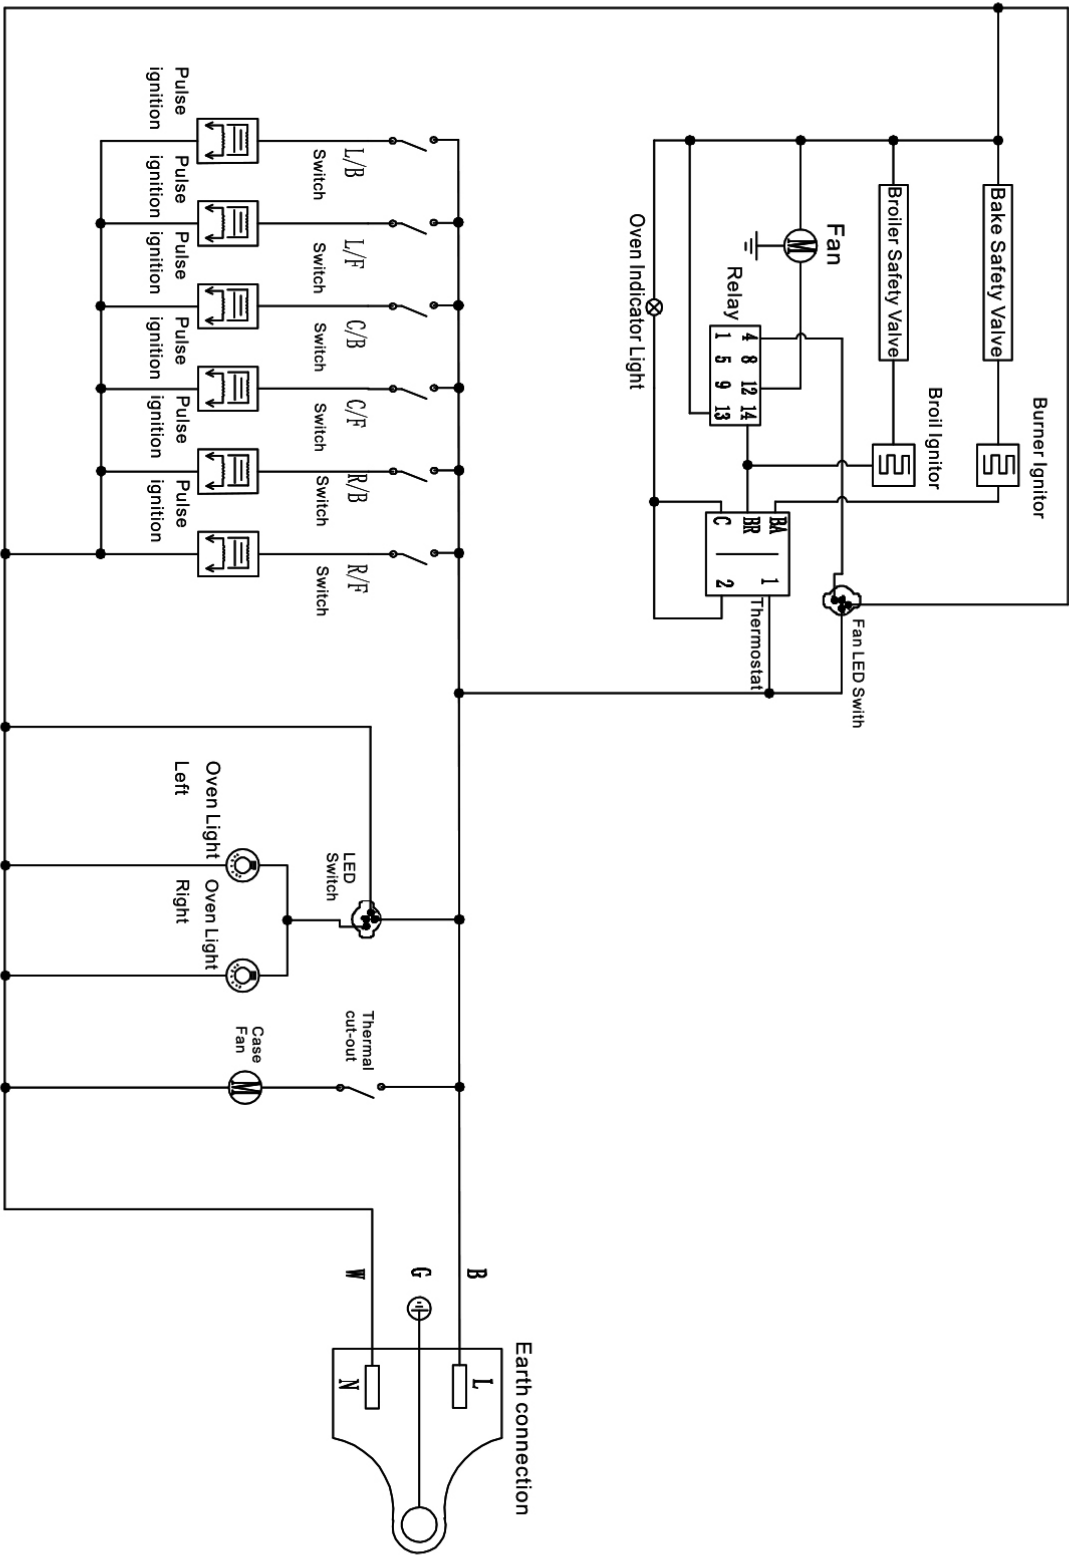 Burner Ignitor
Bake Safety Valve
Broil Ignitor
Broiler Safety Valve
Fan LED Swith
Fan
M
Relay
4 8 12 14
1 5 9 13
BA
BR
C
1
2
Thermostat
Oven Indicator Light
Earth connection
B
L
G
W
N
L/B
Switch
L/F
Switch
C/B
Switch
C/F
Switch
R/B
Switch
R/F
Switch
Pulse
ignition
Pulse
ignition
Pulse
ignition
Pulse
ignition
Pulse
ignition
Pulse
ignition
LED
Switch
Oven Light
Left
Oven Light
Right
Thermal
cut-out
Case
Fan
M